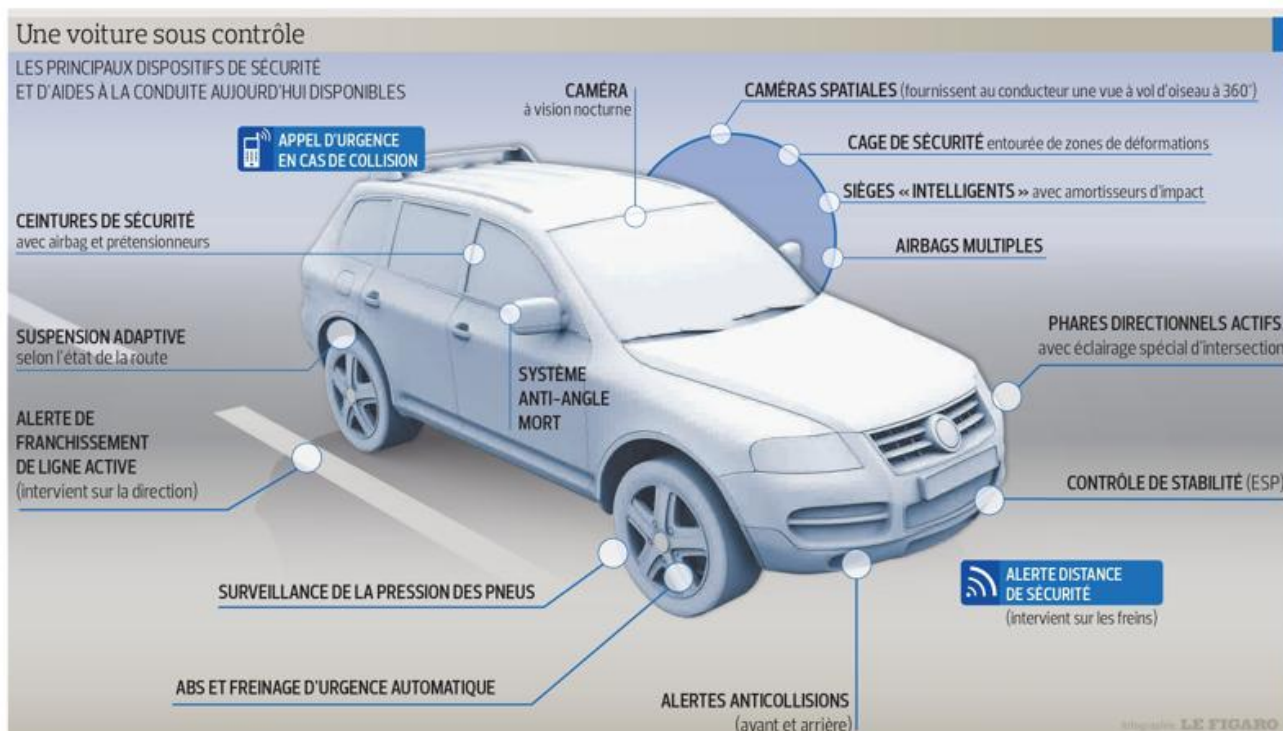 Une voiture sous contrôle
LES PRINCIPAUX DISPOSITIFS DE SÉCURITÉ
ET D'AIDES À LA CONDUITE AUJOURD'HUI DISPONIBLES
APPEL D'URGENCE
EN CAS DE COLLISION
CAMÉRA
à vision nocturne
CAMÉRAS SPATIALES (fournissent au conducteur une vue à vol d'oiseau à 360°)
CAGE DE SÉCURITÉ entourée de zones de déformations
SIÈGES « INTELLIGENTS » avec amortisseurs d'impact
AIRBAGS MULTIPLES
CEINTURES DE SÉCURITÉ
avec airbag et prétensionneurs
SUSPENSION ADAPTIVE
selon l'état de la route
SYSTÈME
ANTI-ANGLE
MORT
PHARES DIRECTIONNELS ACTIFS
avec éclairage spécial d'intersection
ALERTE DE
FRANCHISSEMENT
DE LIGNE ACTIVE
(intervient sur la direction)
CONTRÔLE DE STABILITÉ (ESP)
SURVEILLANCE DE LA PRESSION DES PNEUS
ALERTE DISTANCE
DE SÉCURITÉ
(intervient sur les freins)
ABS ET FREINAGE D'URGENCE AUTOMATIQUE
ALERTES ANTICOLLISIONS
(avant et arrière)
Infographie LE FIGARO